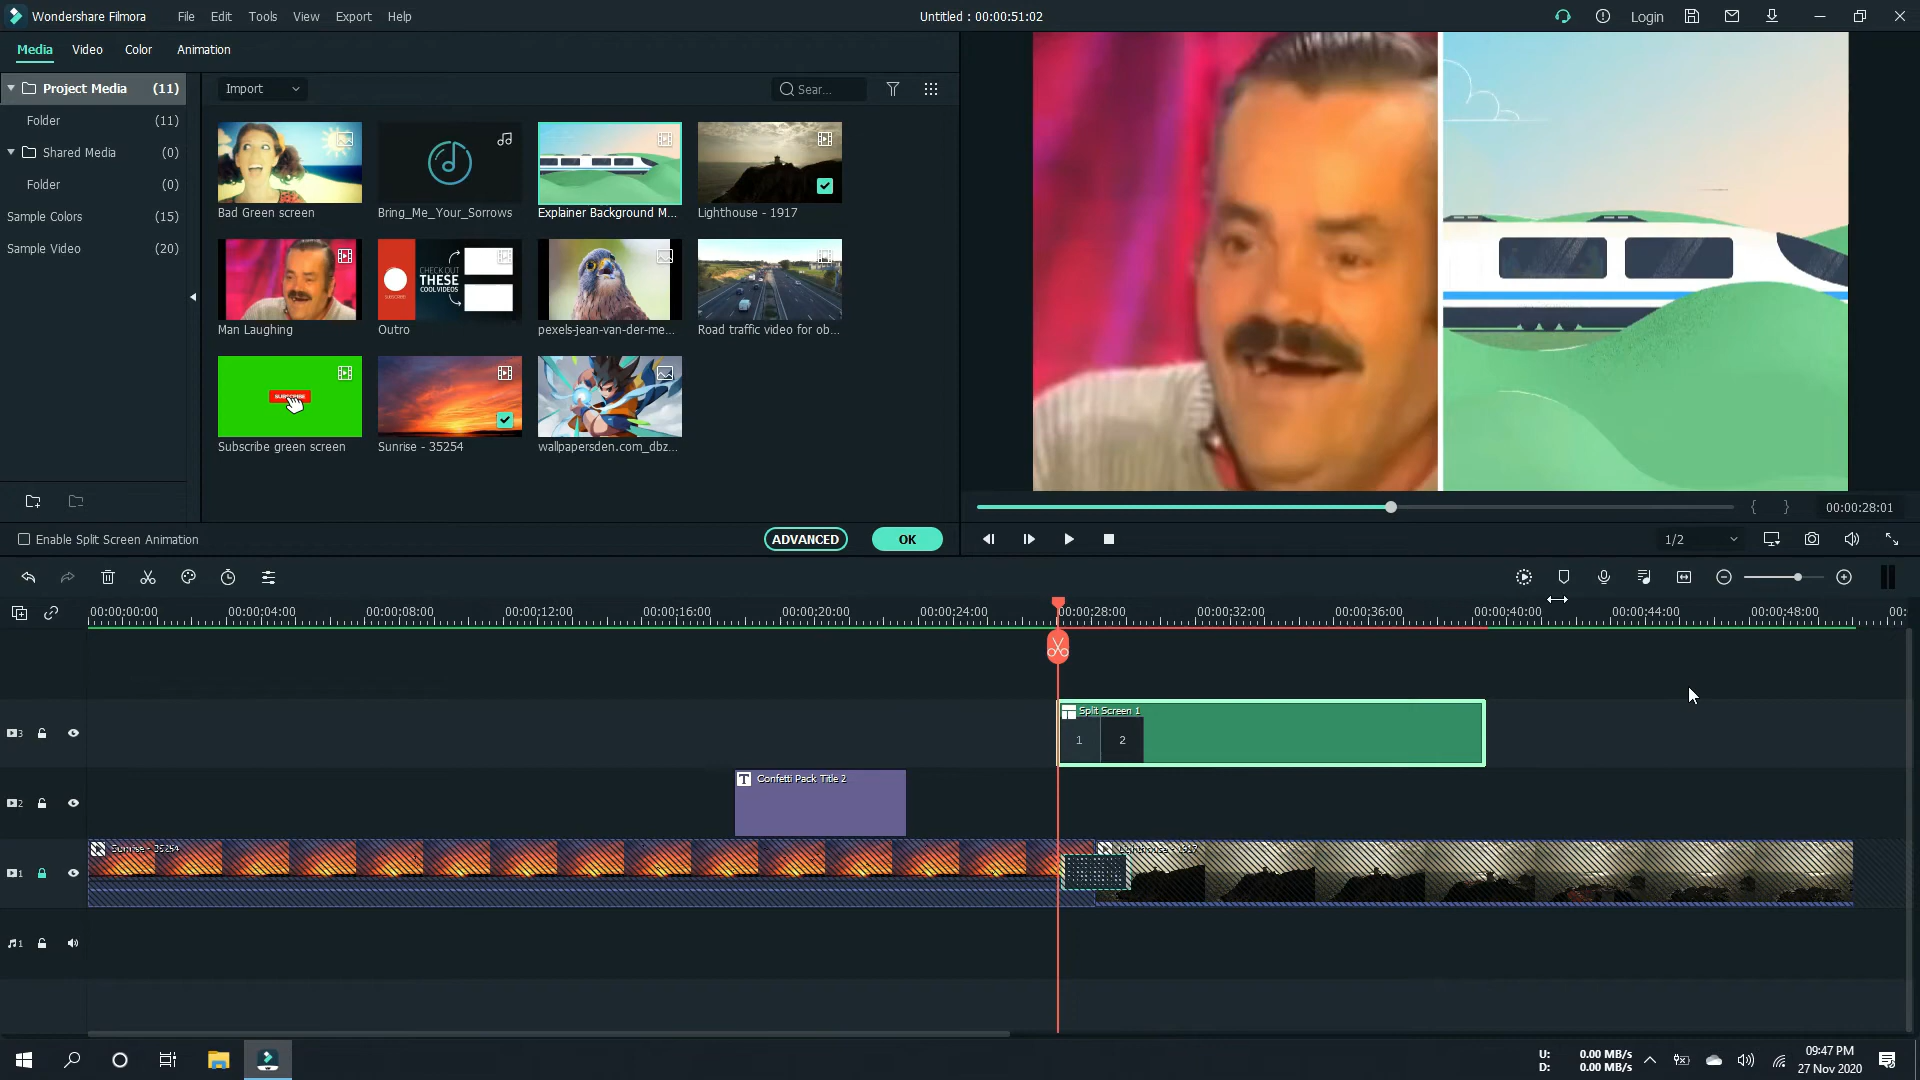 Wondershare Filmora
File
Edit
Tools
View
Export
Help
Untitled : 00:00:51:02
Login
Media
Video
Color
Animation
Project Media (11)
Folder (11)
Shared Media (0)
Folder (0)
Sample Colors (15)
Sample Video (20)
Import
Sear...
Bad Green screen
Bring_Me_Your_Sorrows
Explainer Background M...
Lighthouse - 1917
SUBSCRIBE
CHECK OUT
THESE
COOL VIDEOS
Man Laughing
Outro
pexels-jean-van-der-me...
Road traffic video for ob...
SUBSCRIBE
Subscribe green screen
Sunrise - 35254
wallpapersden.com_dbz...
Enable Split Screen Animation
ADVANCED
OK
{ }
00:00:28:01
1/2
00:00:00:00
00:00:04:00
00:00:08:00
00:00:12:00
00:00:16:00
00:00:20:00
00:00:24:00
00:00:28:00
00:00:32:00
00:00:36:00
00:00:40:00
00:00:44:00
00:00:48:00
00:
Split Screen 1
1
2
3
T Confetti Pack Title 2
2
Sunrise - 35254
Lighthouse - 1917
1
1
U: 0.00 MB/s
D: 0.00 MB/s
09:47 PM
27 Nov 2020